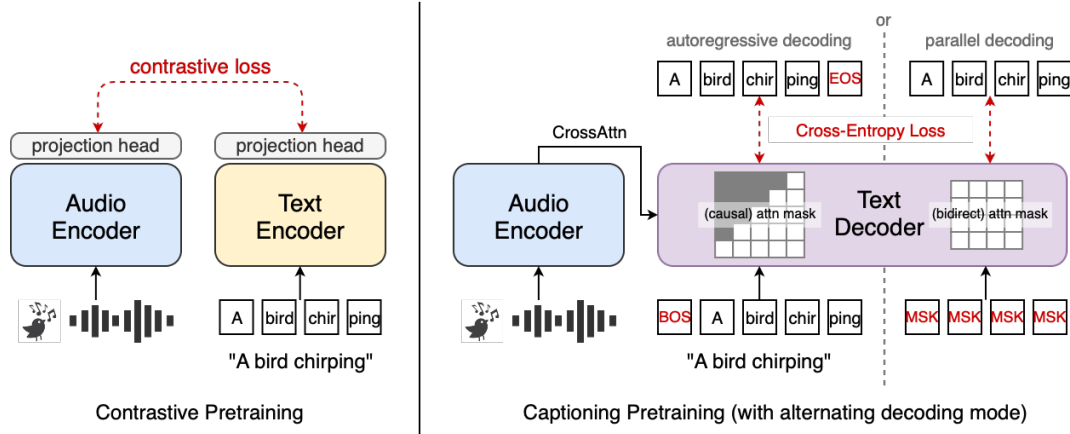 contrastive loss
projection head
projection head
Audio
Encoder
Text
Encoder
A bird chir ping
"A bird chirping"
Contrastive Pretraining
or
autoregressive decoding
parallel decoding
A bird chir ping EOS
A bird chir ping
Cross-Entropy Loss
CrossAttn
Audio
Encoder
(causal) attn mask
Text
Decoder
(bidirect) attn mask
BOS A bird chir ping
MSK MSK MSK MSK
"A bird chirping"
Captioning Pretraining (with alternating decoding mode)